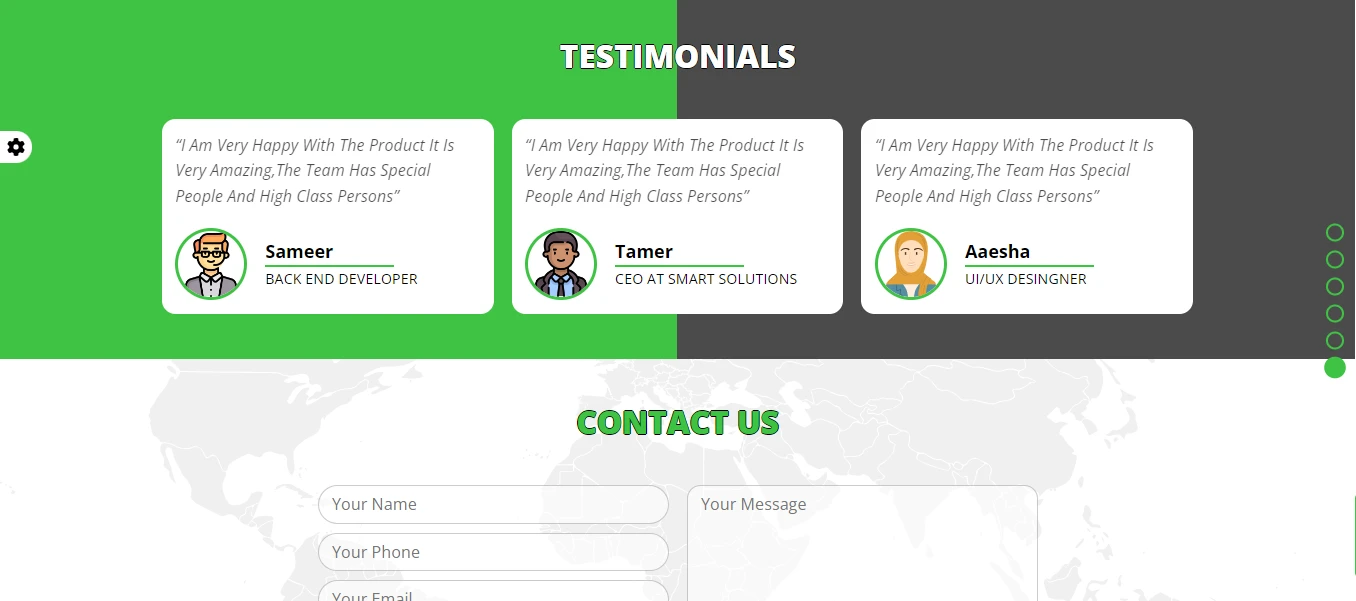 TESTIMONIALS
“I Am Very Happy With The Product It Is
Very Amazing,The Team Has Special
People And High Class Persons”
Sameer
BACK END DEVELOPER
“I Am Very Happy With The Product It Is
Very Amazing,The Team Has Special
People And High Class Persons”
Tamer
CEO AT SMART SOLUTIONS
“I Am Very Happy With The Product It Is
Very Amazing,The Team Has Special
People And High Class Persons”
Aaesha
UI/UX DESINGNER
CONTACT US
Your Name
Your Phone
Your Email
Your Message